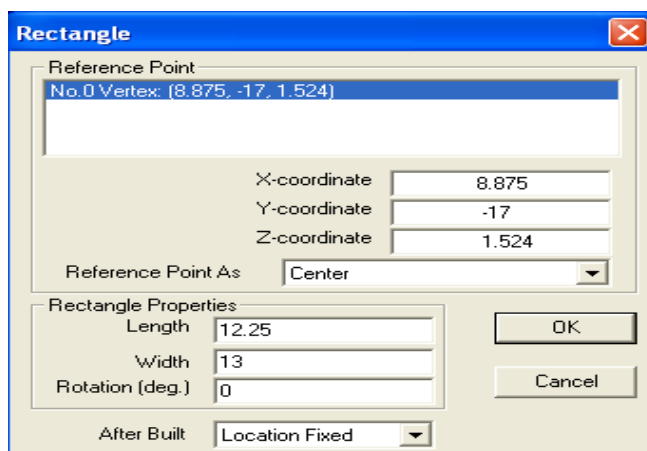 Rectangle
Reference Point
No.0 Vertex: (8.875, -17, 1.524)
X-coordinate 8.875
Y-coordinate -17
Z-coordinate 1.524
Reference Point As Center
Rectangle Properties
Length 12.25
Width 13
Rotation (deg.) 0
OK
Cancel
After Built Location Fixed